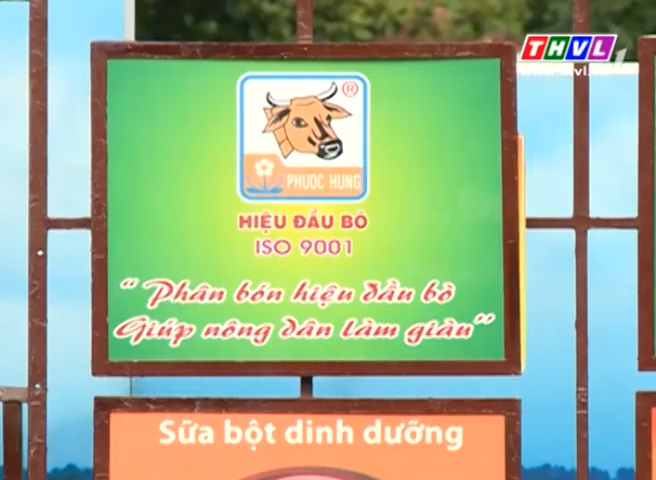 THVL1
®
PHUOC HUNG
HIỆU ĐẦU BÒ
ISO 9001
“Phân bón hiệu đầu bò
Giúp nông dân làm giàu”
Sữa bột dinh dưỡng